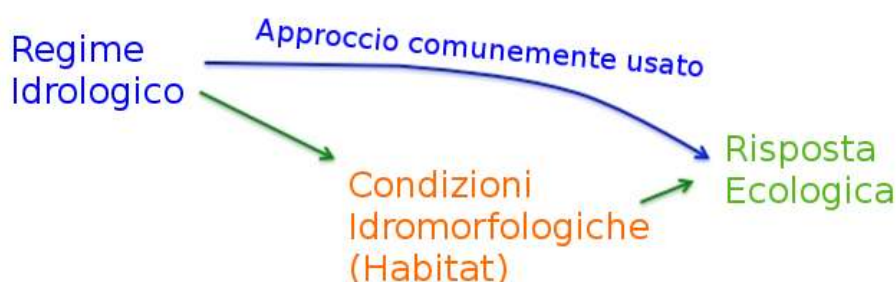 Regime
Idrologico
Approccio comunemente usato
Condizioni
Idromorfologiche
(Habitat)
Risposta
Ecologica